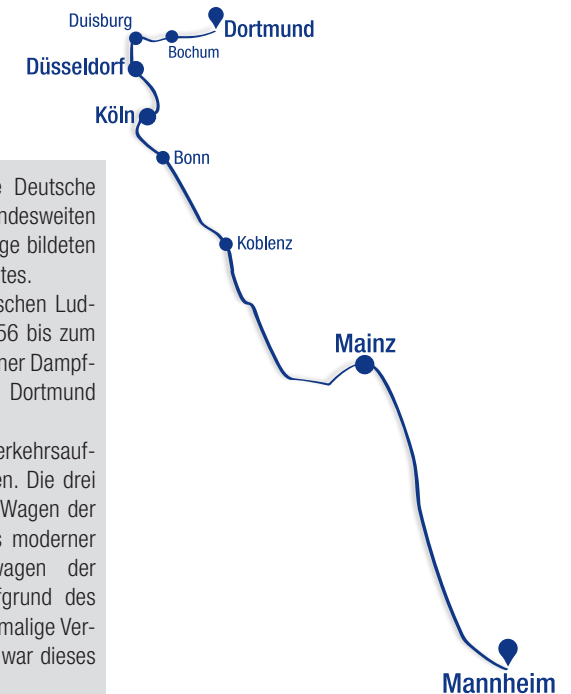 Duisburg
Dortmund
Bochum
Düsseldorf
Köln
Bonn
Koblenz
Mainz
Mannheim
Deutsche
ndesweiten
ge bildeten
tes.
schen Lud-
56 bis zum
ner Dampf-
Dortmund
erkehrsauf-
en. Die drei
Wagen der
s moderner
wagen der
fgrund des
malige Ver-
war dieses